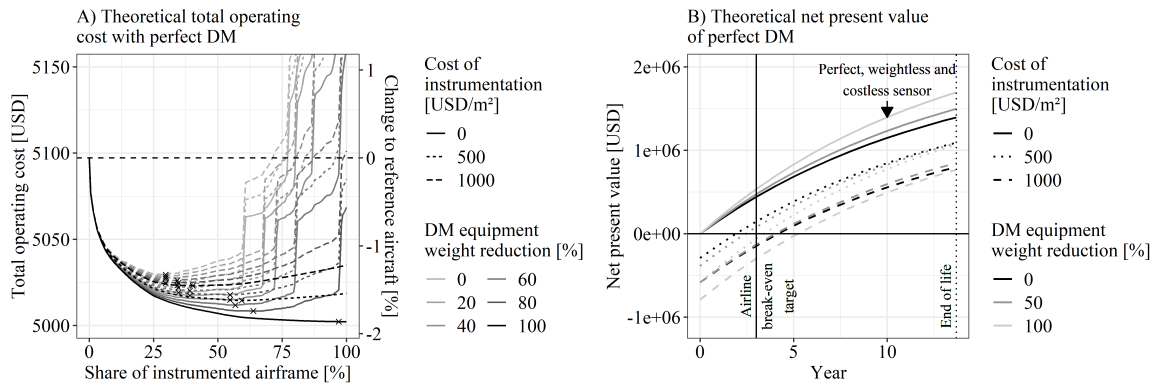 A) Theoretical total operating
cost with perfect DM
Total operating cost [USD]
5150
5100
5050
5000
0
25
50
75
100
Share of instrumented airframe [%]
1
0
-1
-2
Change to reference aircraft [%]
Cost of
instrumentation
[USD/m²]
0
500
1000
DM equipment
weight reduction [%]
0
20
40
60
80
100
B) Theoretical net present value
of perfect DM
Net present value [USD]
2e+06
1e+06
0e+00
-1e+06
0
5
10
Year
Perfect, weightless and
costless sensor
Airline
break-even
target
End of life
Cost of
instrumentation
[USD/m²]
0
500
1000
DM equipment
weight reduction [%]
0
50
100